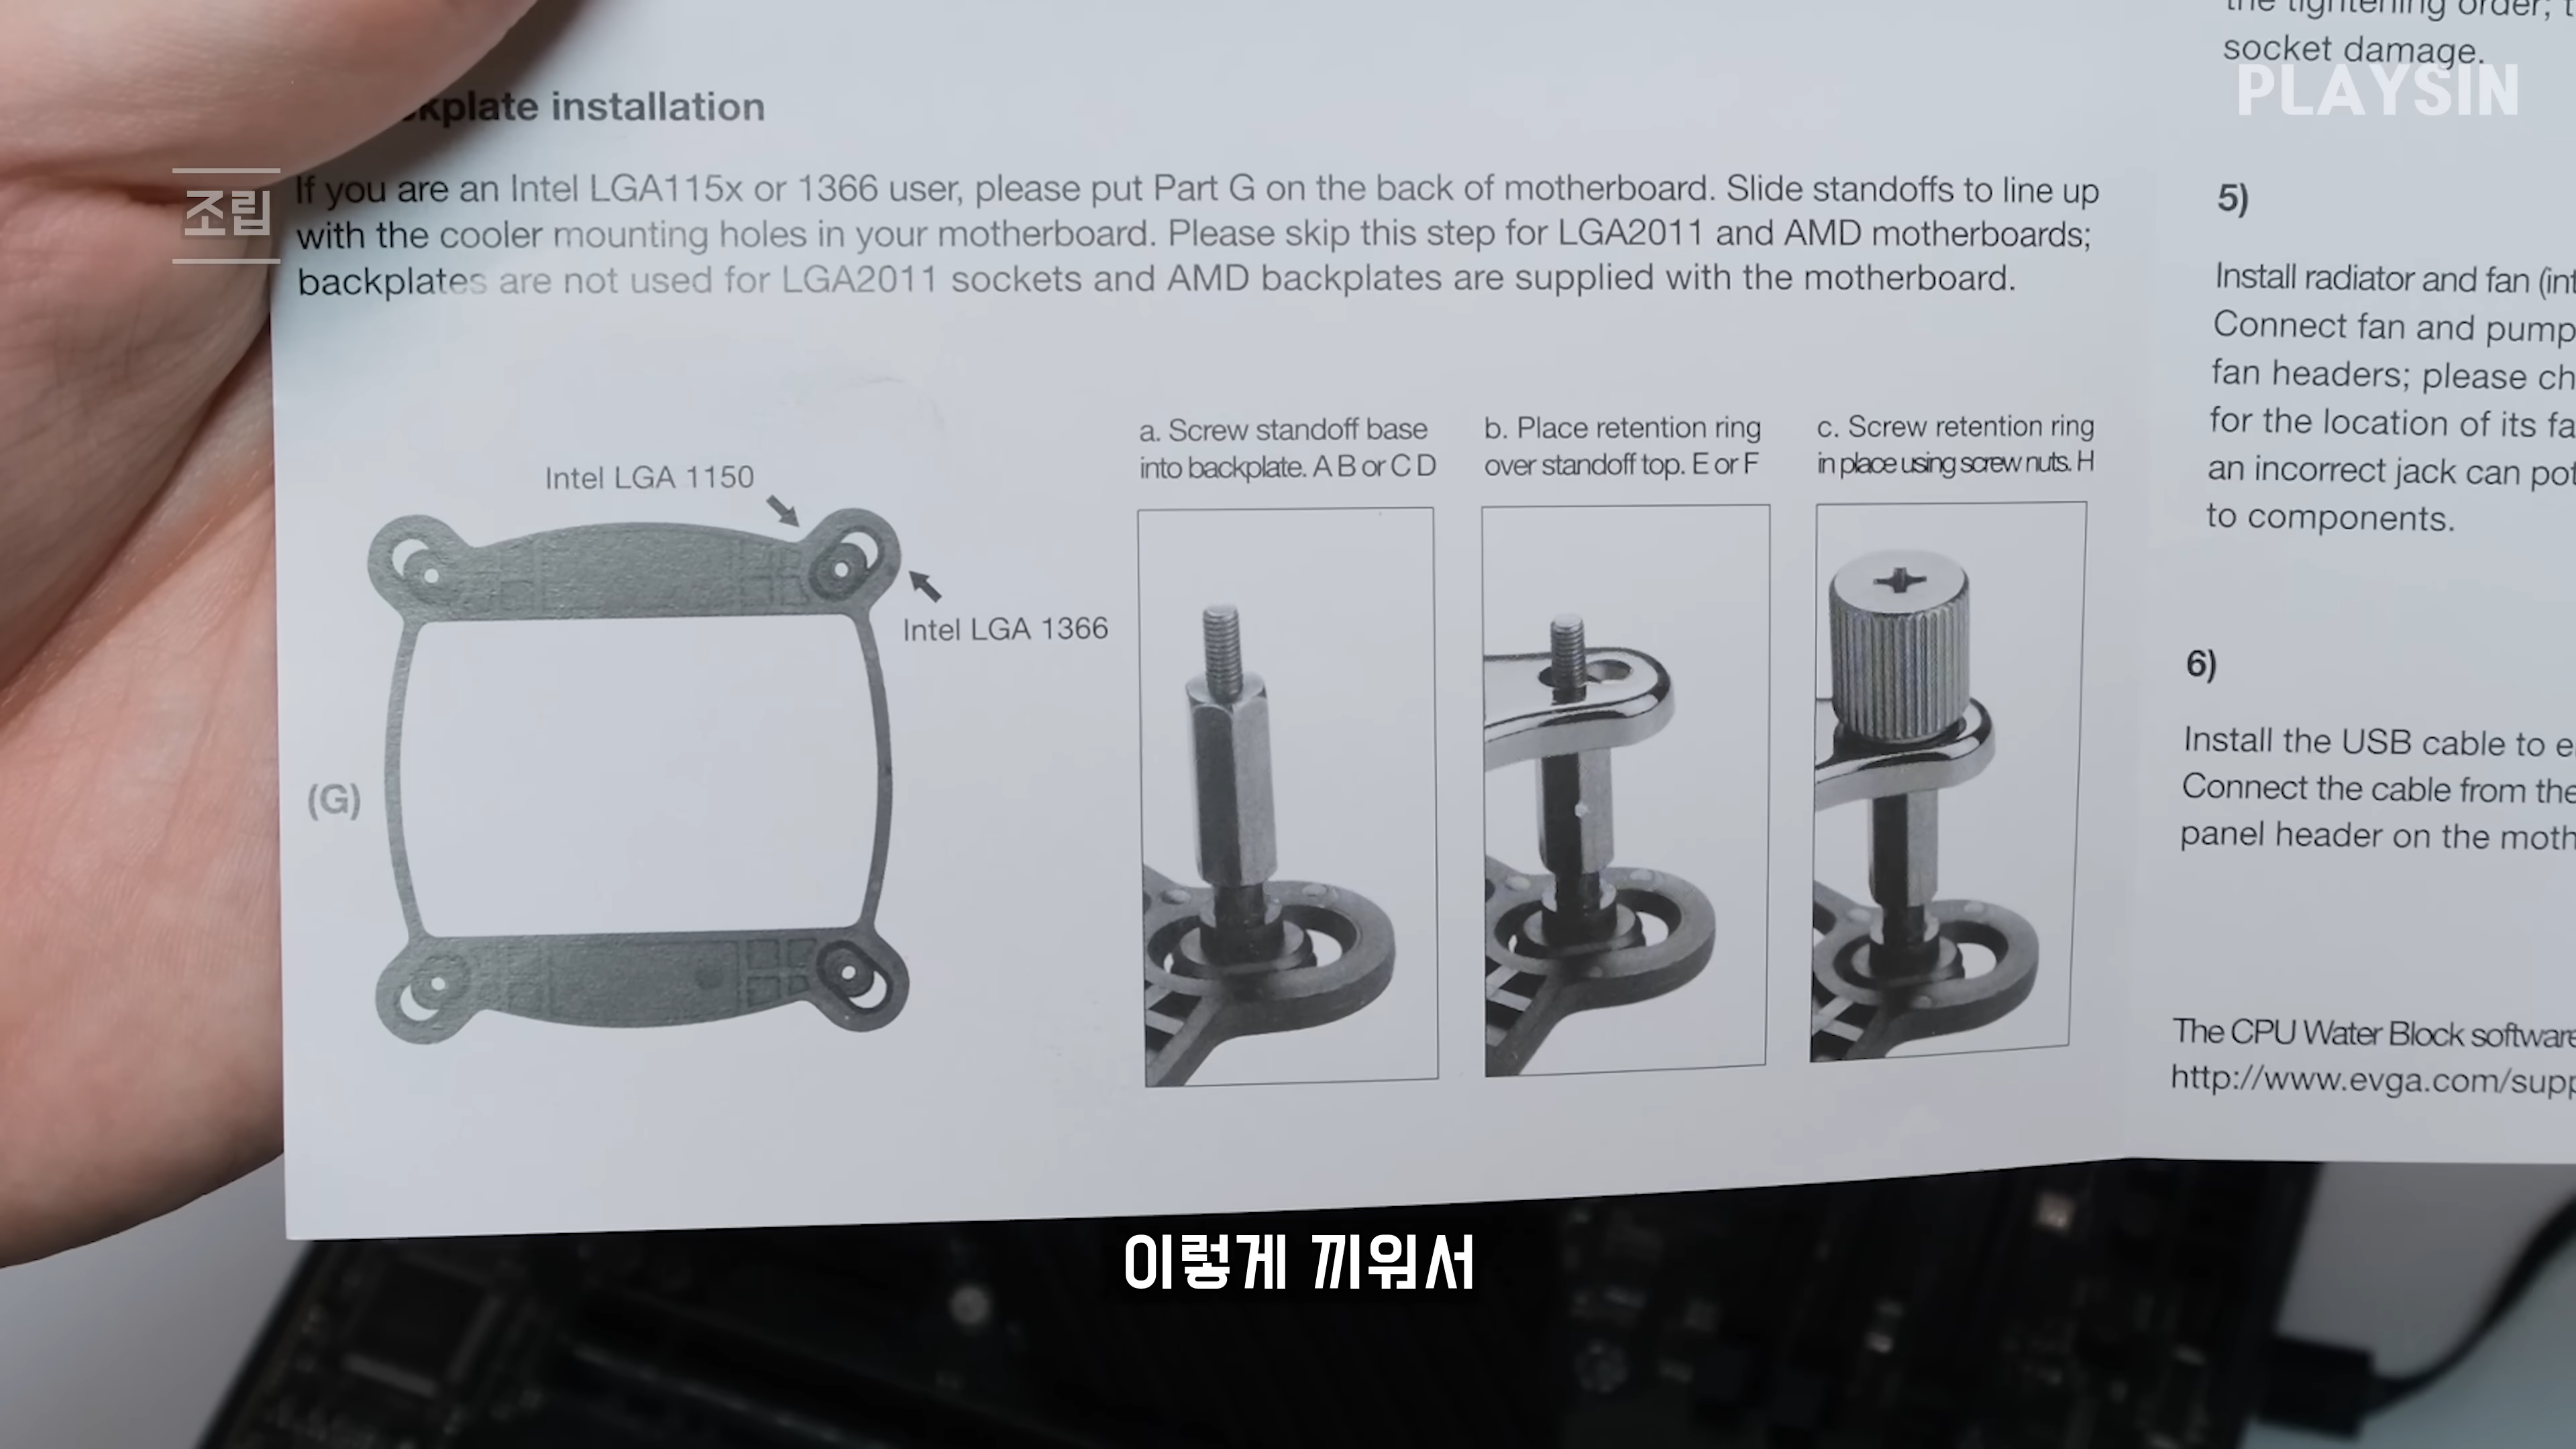 the tightening order; t
socket damage.
PLAYSIN
조립
kplate installation
If you are an Intel LGA115x or 1366 user, please put Part G on the back of motherboard. Slide standoffs to line up
with the cooler mounting holes in your motherboard. Please skip this step for LGA2011 and AMD motherboards;
backplates are not used for LGA2011 sockets and AMD backplates are supplied with the motherboard.
Intel LGA 1150
Intel LGA 1366
(G)
a. Screw standoff base
into backplate. A B or C D
b. Place retention ring
over standoff top. E or F
c. Screw retention ring
in place using screw nuts. H
5)
Install radiator and fan (int
Connect fan and pump
fan headers; please ch
for the location of its fa
an incorrect jack can pot
to components.
6)
Install the USB cable to e
Connect the cable from the
panel header on the moth
The CPU Water Block software
http://www.evga.com/supp
이렇게 끼워서